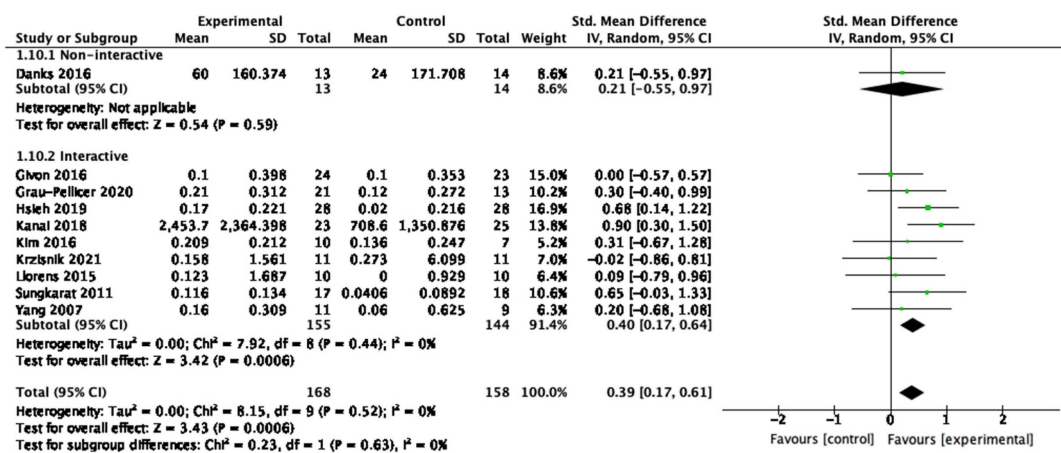 Experimental Control Std. Mean Difference Std. Mean Difference
Study or Subgroup Mean SD Total Mean SD Total Weight IV, Random, 95% CI IV, Random, 95% CI
1.10.1 Non-interactive
Danks 2016 60 160.374 13 24 171.708 14 8.6% 0.21 [-0.55, 0.97]
Subtotal (95% CI) 13 14 8.6% 0.21 [-0.55, 0.97]
Heterogeneity: Not applicable
Test for overall effect: Z = 0.54 (P = 0.59)
1.10.2 Interactive
Givon 2016 0.1 0.398 24 0.1 0.353 23 15.0% 0.00 [-0.57, 0.57]
Grau-Pellicer 2020 0.21 0.312 21 0.12 0.272 13 10.2% 0.30 [-0.40, 0.99]
Hsieh 2019 0.17 0.221 28 0.02 0.216 28 16.9% 0.68 [0.14, 1.22]
Kanai 2018 2,453.7 2,364.398 23 708.6 1,350.876 25 13.8% 0.90 [0.30, 1.50]
Kim 2016 0.209 0.212 10 0.136 0.247 7 5.2% 0.31 [-0.67, 1.28]
Krzisnik 2021 0.158 1.561 11 0.273 6.099 11 7.0% -0.02 [-0.86, 0.81]
Llorens 2015 0.123 1.687 10 0 0.929 10 6.4% 0.09 [-0.79, 0.96]
Sungkarat 2011 0.116 0.134 17 0.0406 0.0892 18 10.6% 0.65 [-0.03, 1.33]
Yang 2007 0.16 0.309 11 0.06 0.625 9 6.3% 0.20 [-0.68, 1.08]
Subtotal (95% CI) 155 144 91.4% 0.40 [0.17, 0.64]
Heterogeneity: Tau² = 0.00; Chi² = 7.92, df = 8 (P = 0.44); I² = 0%
Test for overall effect: Z = 3.42 (P = 0.0006)
Total (95% CI) 168 158 100.0% 0.39 [0.17, 0.61]
Heterogeneity: Tau² = 0.00; Chi² = 8.15, df = 9 (P = 0.52); I² = 0%
Test for overall effect: Z = 3.43 (P = 0.0006)
Test for subgroup differences: Chi² = 0.23, df = 1 (P = 0.63), I² = 0%
-2 -1 0 1 2
Favours [control] Favours [experimental]